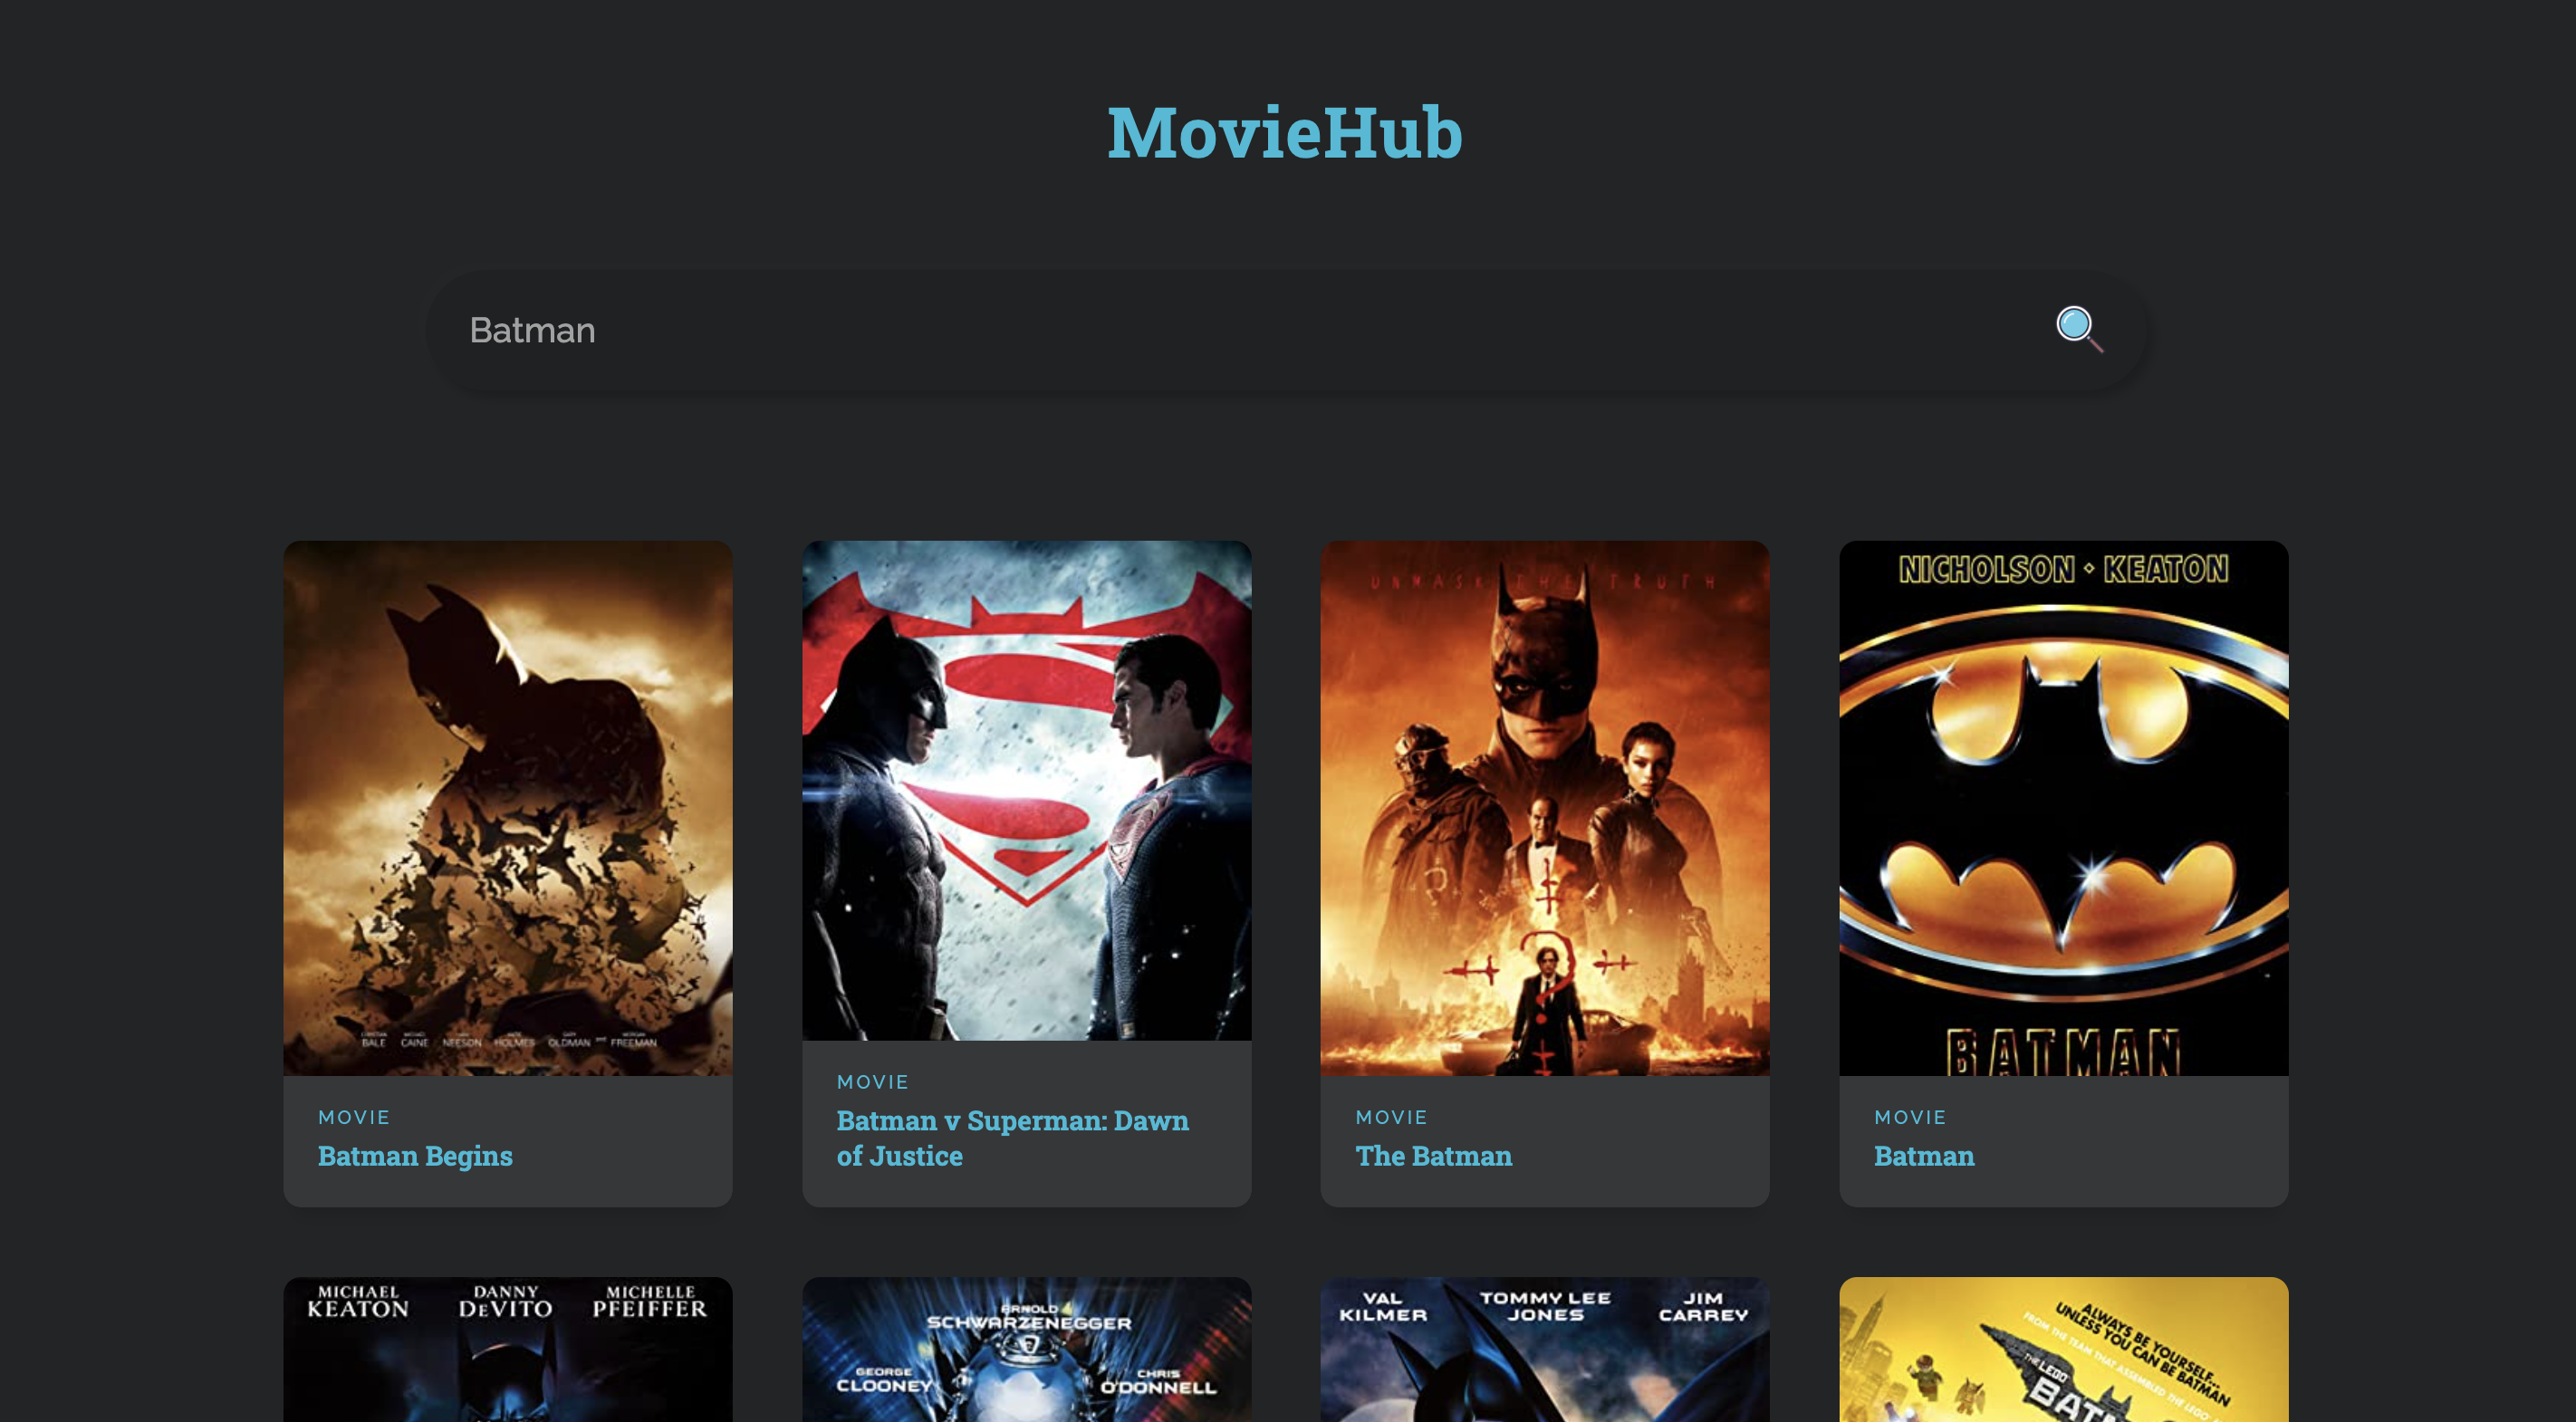 MovieHub
Batman
UNMASK THE TRUTH
NICHOLSON • KEATON
BATMAN
CHRISTIAN BALE MICHAEL CAINE LIAM NEESON KATIE HOLMES GARY OLDMAN and MORGAN FREEMAN
MOVIE
Batman Begins
MOVIE
Batman v Superman: Dawn
of Justice
MOVIE
The Batman
MOVIE
Batman
MICHAEL KEATON
DANNY DEVITO
MICHELLE PFEIFFER
ARNOLD
SCHWARZENEGGER
GEORGE CLOONEY
CHRIS O'DONNELL
VAL KILMER
TOMMY LEE JONES
JIM CARREY
ALWAYS BE YOURSELF...
UNLESS YOU CAN BE BATMAN
FROM THE TEAM THAT ASSEMBLED THE LEGO
THE LEGO